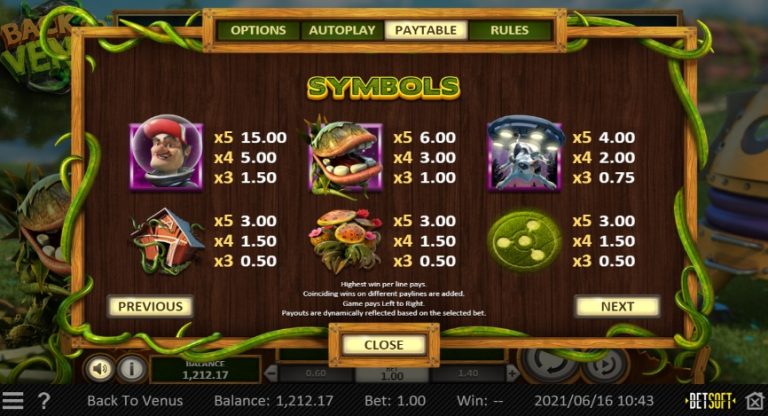 BACK
VEN
OPTIONS AUTOPLAY PAYTABLE RULES
SYMBOLS
x5 15.00
x4 5.00
x3 1.50
x5 6.00
x4 3.00
x3 1.00
x5 4.00
x4 2.00
x3 0.75
x5 3.00
x4 1.50
x3 0.50
x5 3.00
x4 1.50
x3 0.50
x5 3.00
x4 1.50
x3 0.50
Highest win per line pays.
Coinciding wins on different paylines are added.
Game pays Left to Right.
Payouts are dynamically reflected based on the selected bet.
PREVIOUS
NEXT
CLOSE
BALANCE
1,212.17
0.60 1.00 1.40
? Back To Venus Balance: 1,212.17 Bet: 1.00 Win: -- 2021/06/16 10:43 BETSOFT